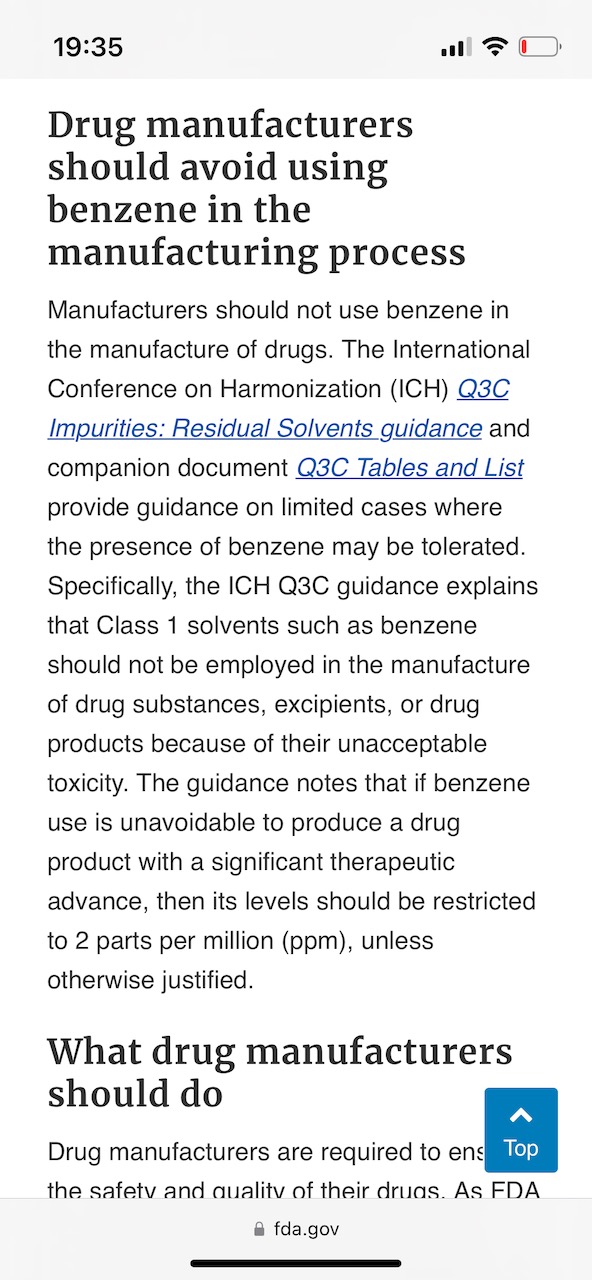 19:35
Drug manufacturers
should avoid using
benzene in the
manufacturing process
Manufacturers should not use benzene in
the manufacture of drugs. The International
Conference on Harmonization (ICH) Q3C
Impurities: Residual Solvents guidance and
companion document Q3C Tables and List
provide guidance on limited cases where
the presence of benzene may be tolerated.
Specifically, the ICH Q3C guidance explains
that Class 1 solvents such as benzene
should not be employed in the manufacture
of drug substances, excipients, or drug
products because of their unacceptable
toxicity. The guidance notes that if benzene
use is unavoidable to produce a drug
product with a significant therapeutic
advance, then its levels should be restricted
to 2 parts per million (ppm), unless
otherwise justified.
What drug manufacturers
should do
Drug manufacturers are required to ens
Top
the safety and quality of their drugs. As FDA
fda.gov